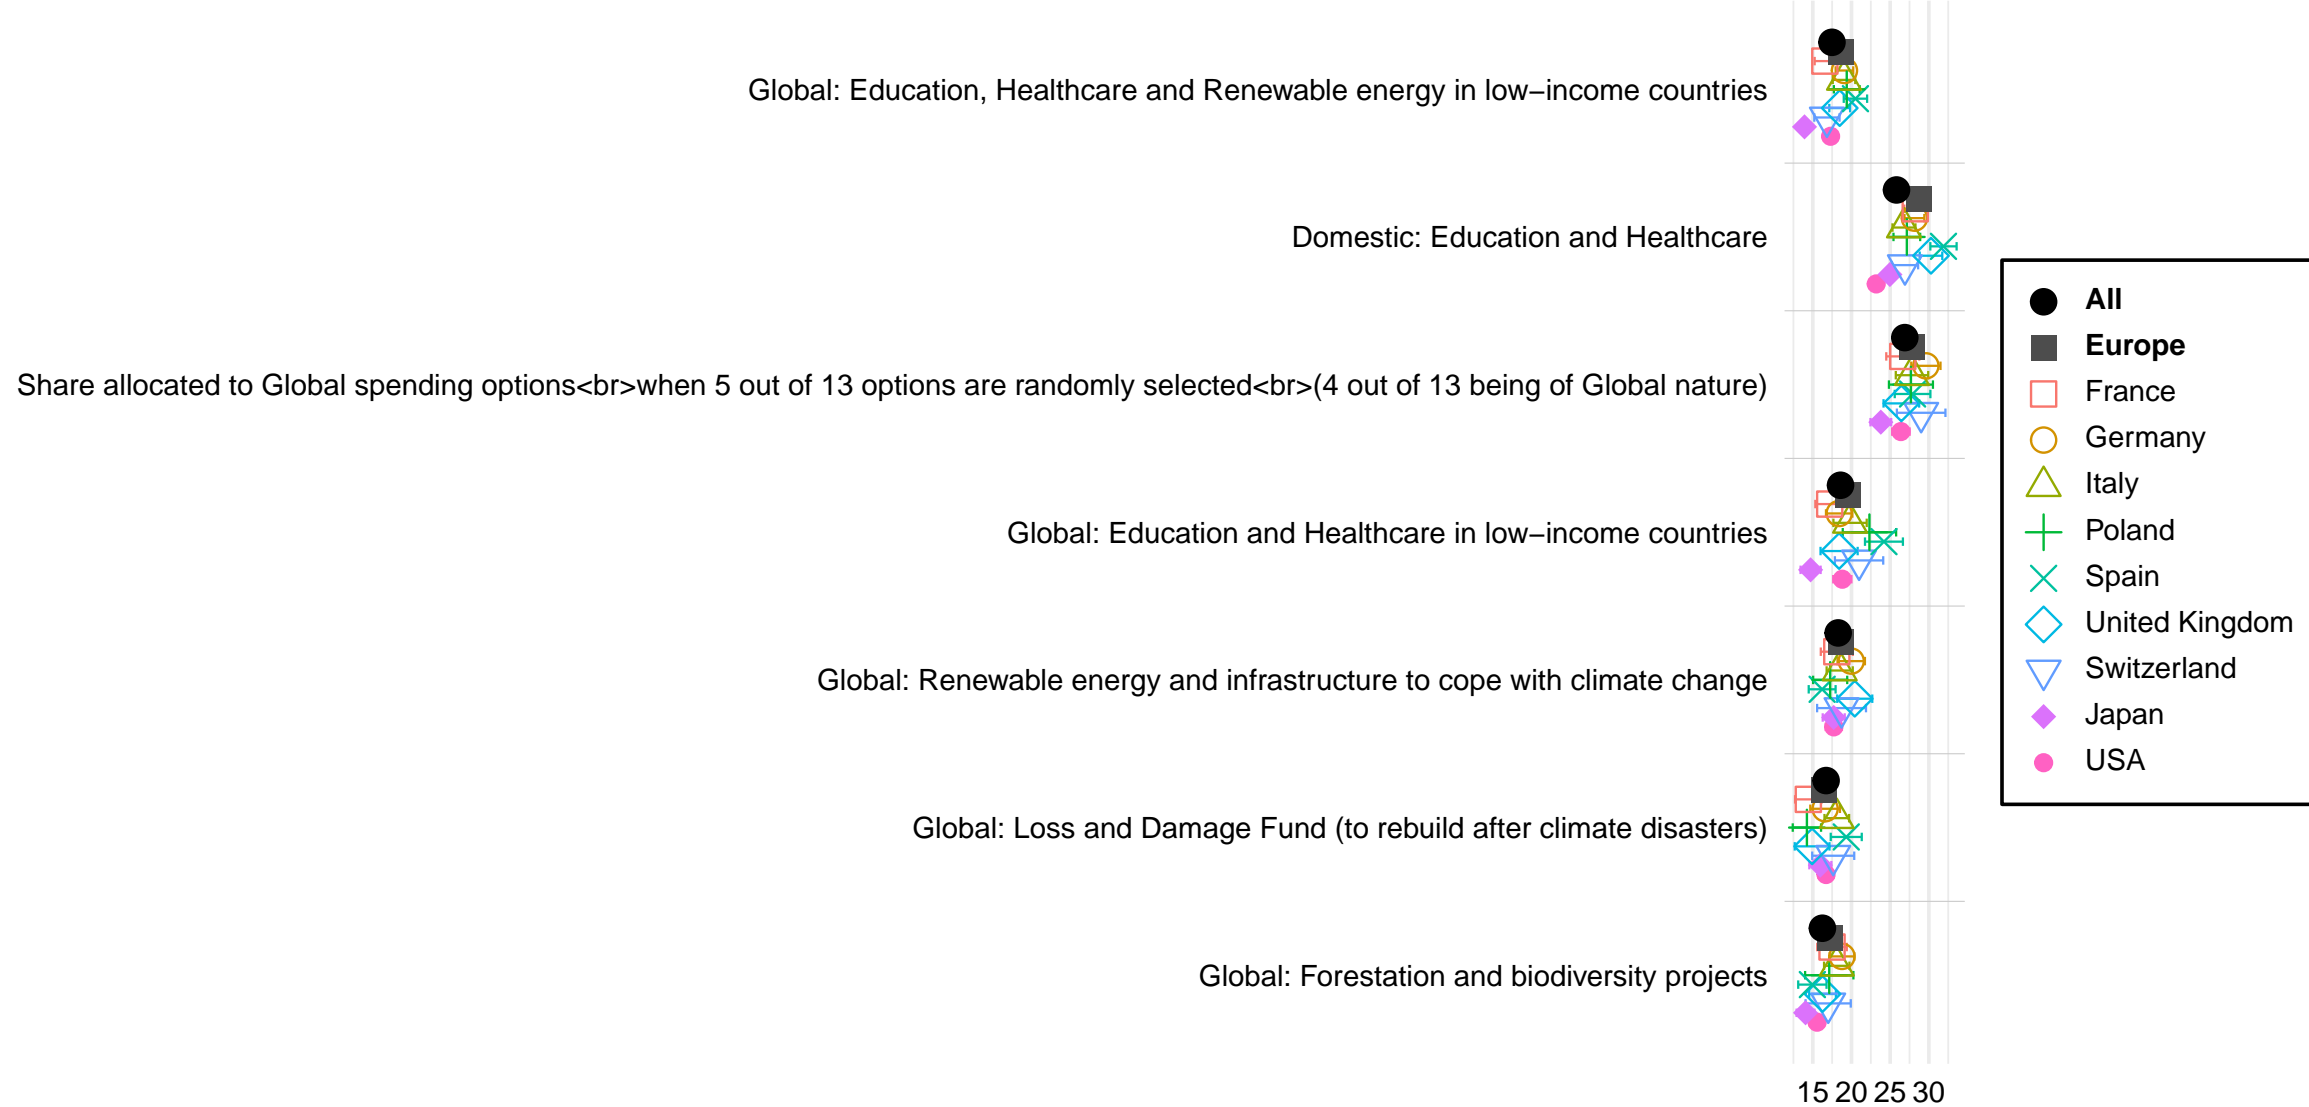 Global: Education, Healthcare and Renewable energy in low−income countries
Domestic: Education and Healthcare
Share allocated to Global spending options<br>when 5 out of 13 options are randomly selected<br>(4 out of 13 being of Global nature)
Global: Education and Healthcare in low−income countries
Global: Renewable energy and infrastructure to cope with climate change
Global: Loss and Damage Fund (to rebuild after climate disasters)
Global: Forestation and biodiversity projects
15 20 25 30
All
Europe
France
Germany
Italy
Poland
Spain
United Kingdom
Switzerland
Japan
USA